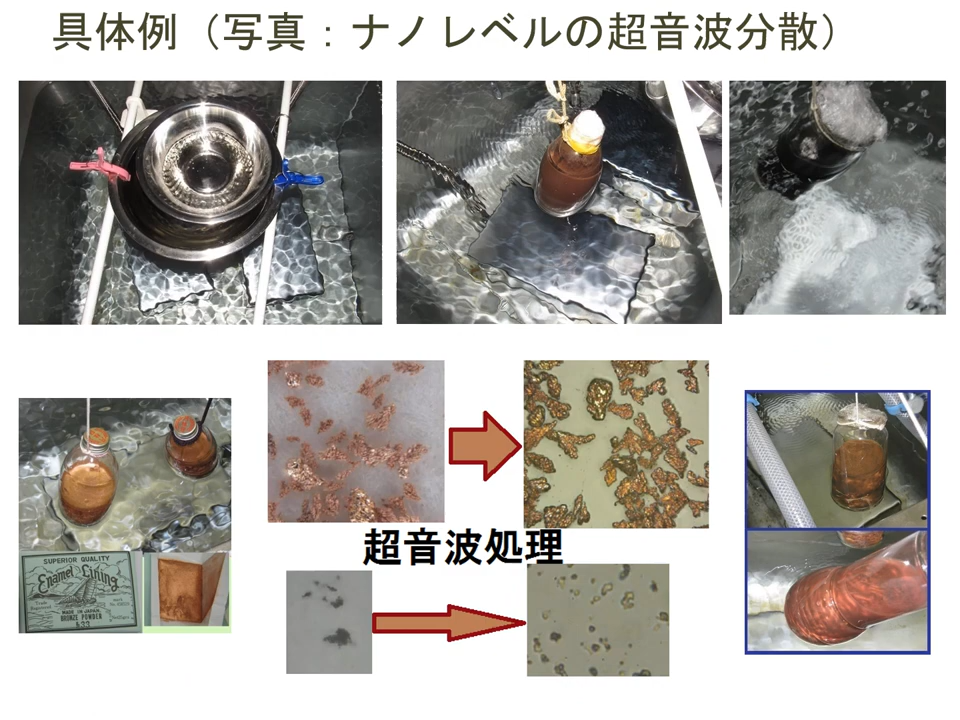 具体例（写真：ナノレベルの超音波分散）
超音波処理
SUPERIOR QUALITY
Enamel Lining
Trade
MADE IN JAPAN
BRONZE POWDER